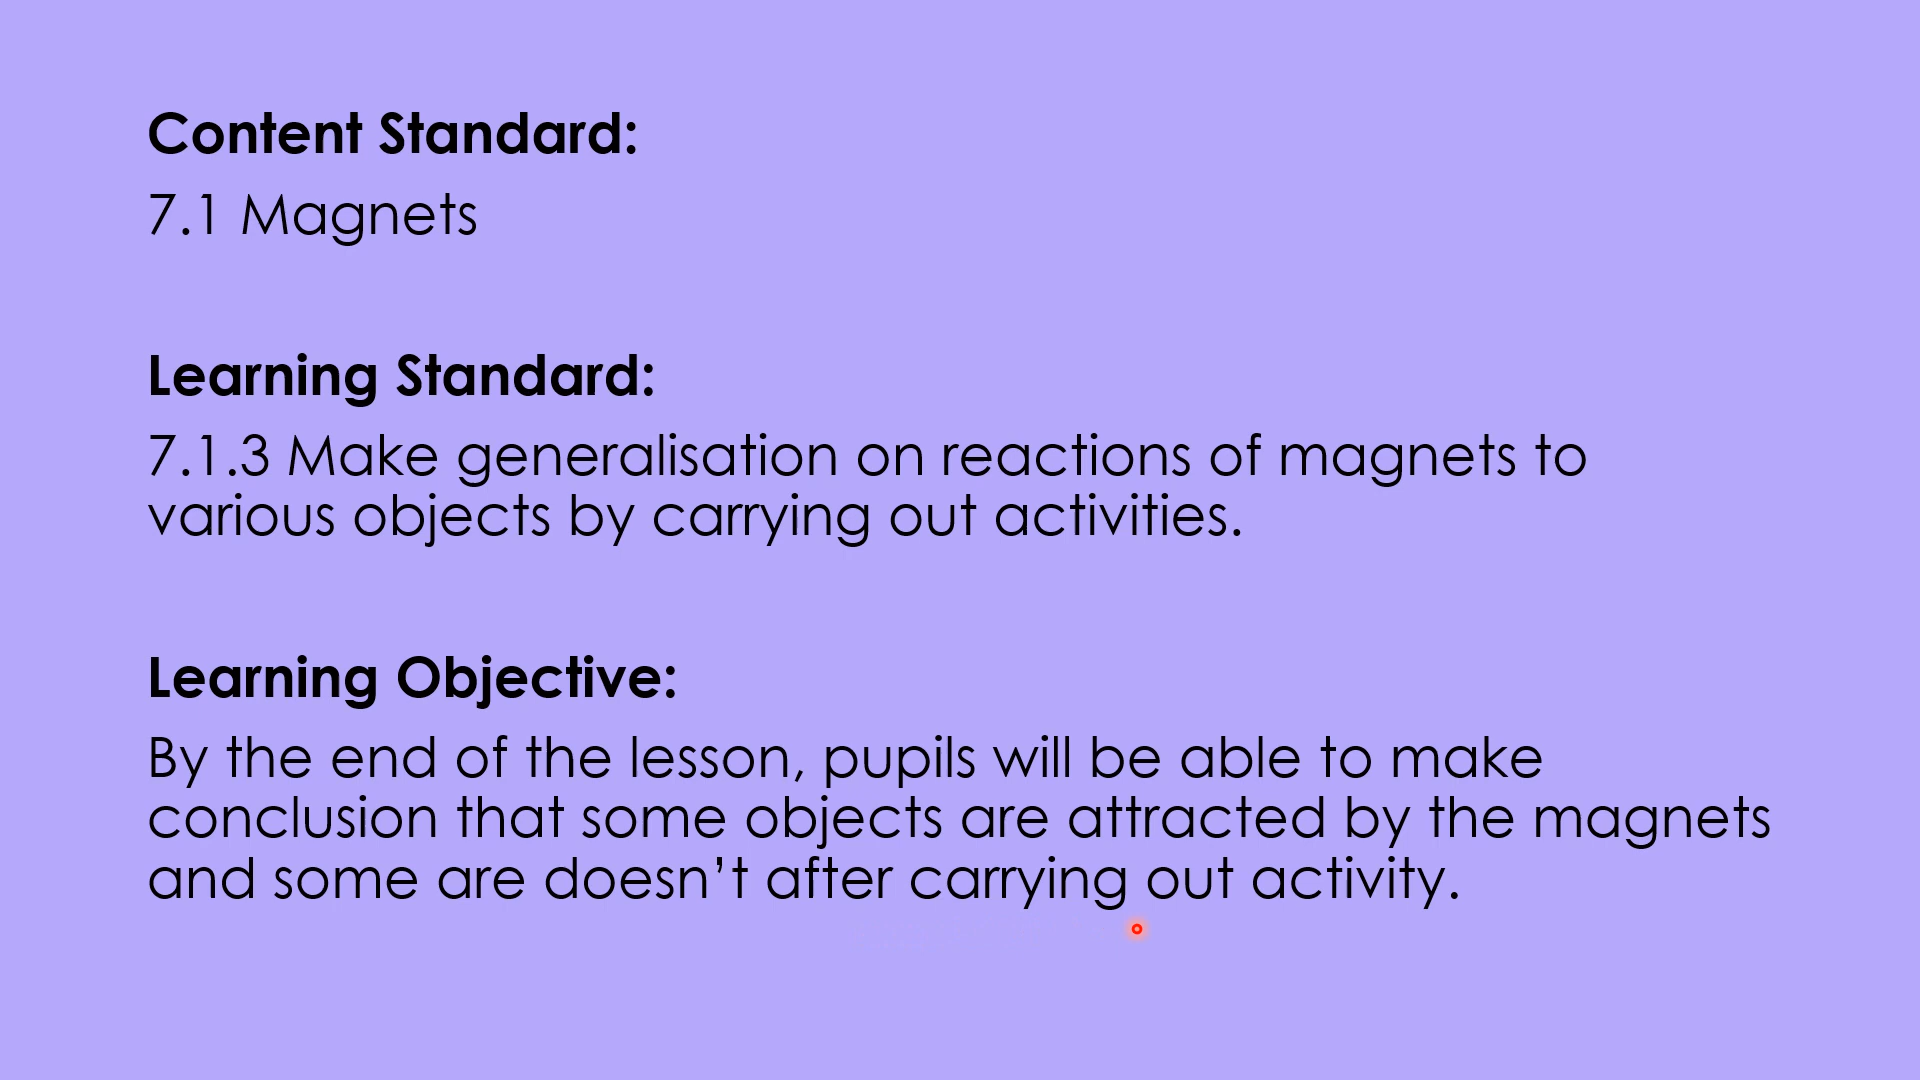 Content Standard:
7.1 Magnets
Learning Standard:
7.1.3 Make generalisation on reactions of magnets to
various objects by carrying out activities.
Learning Objective:
By the end of the lesson, pupils will be able to make
conclusion that some objects are attracted by the magnets
and some are doesn’t after carrying out activity.